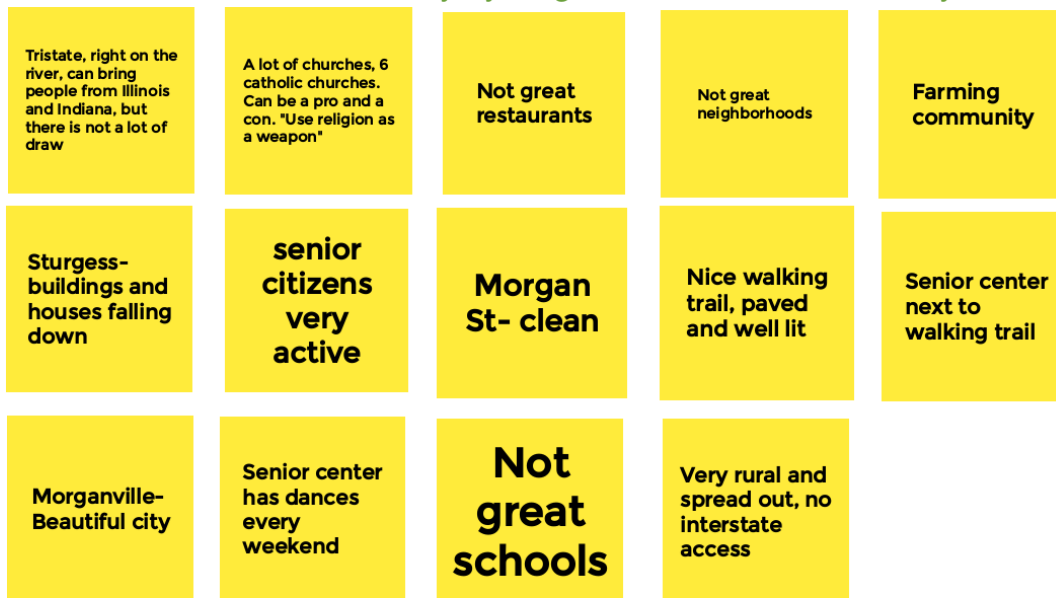 Tristate, right on the
river, can bring
people from Illinois
and Indiana, but
there is not a lot of
draw
A lot of churches, 6
catholic churches.
Can be a pro and a
con. "Use religion as
a weapon"
Not great
restaurants
Not great
neighborhoods
Farming
community
Sturgess-
buildings and
houses falling
down
senior
citizens
very
active
Morgan
St- clean
Nice walking
trail, paved
and well lit
Senior center
next to
walking trail
Morganville-
Beautiful city
Senior center
has dances
every
weekend
Not
great
schools
Very rural and
spread out, no
interstate
access